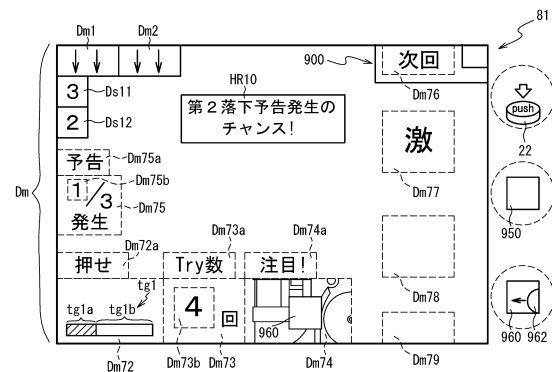 81
Dm1
Dm2
900
次回
Dm76
HR10
第２落下予告発生の
チャンス!
3
Ds11
2
Ds12
push
22
激
Dm77
予告
Dm75a
Dm75b
1/3
Dm75
発生
Dm
950
Dm73a
Dm74a
押せ
Dm72a
Try数
注目!
Dm78
tg1
tg1a
tg1b
4
回
960
960
962
Dm72
Dm73b
Dm73
Dm74
Dm79